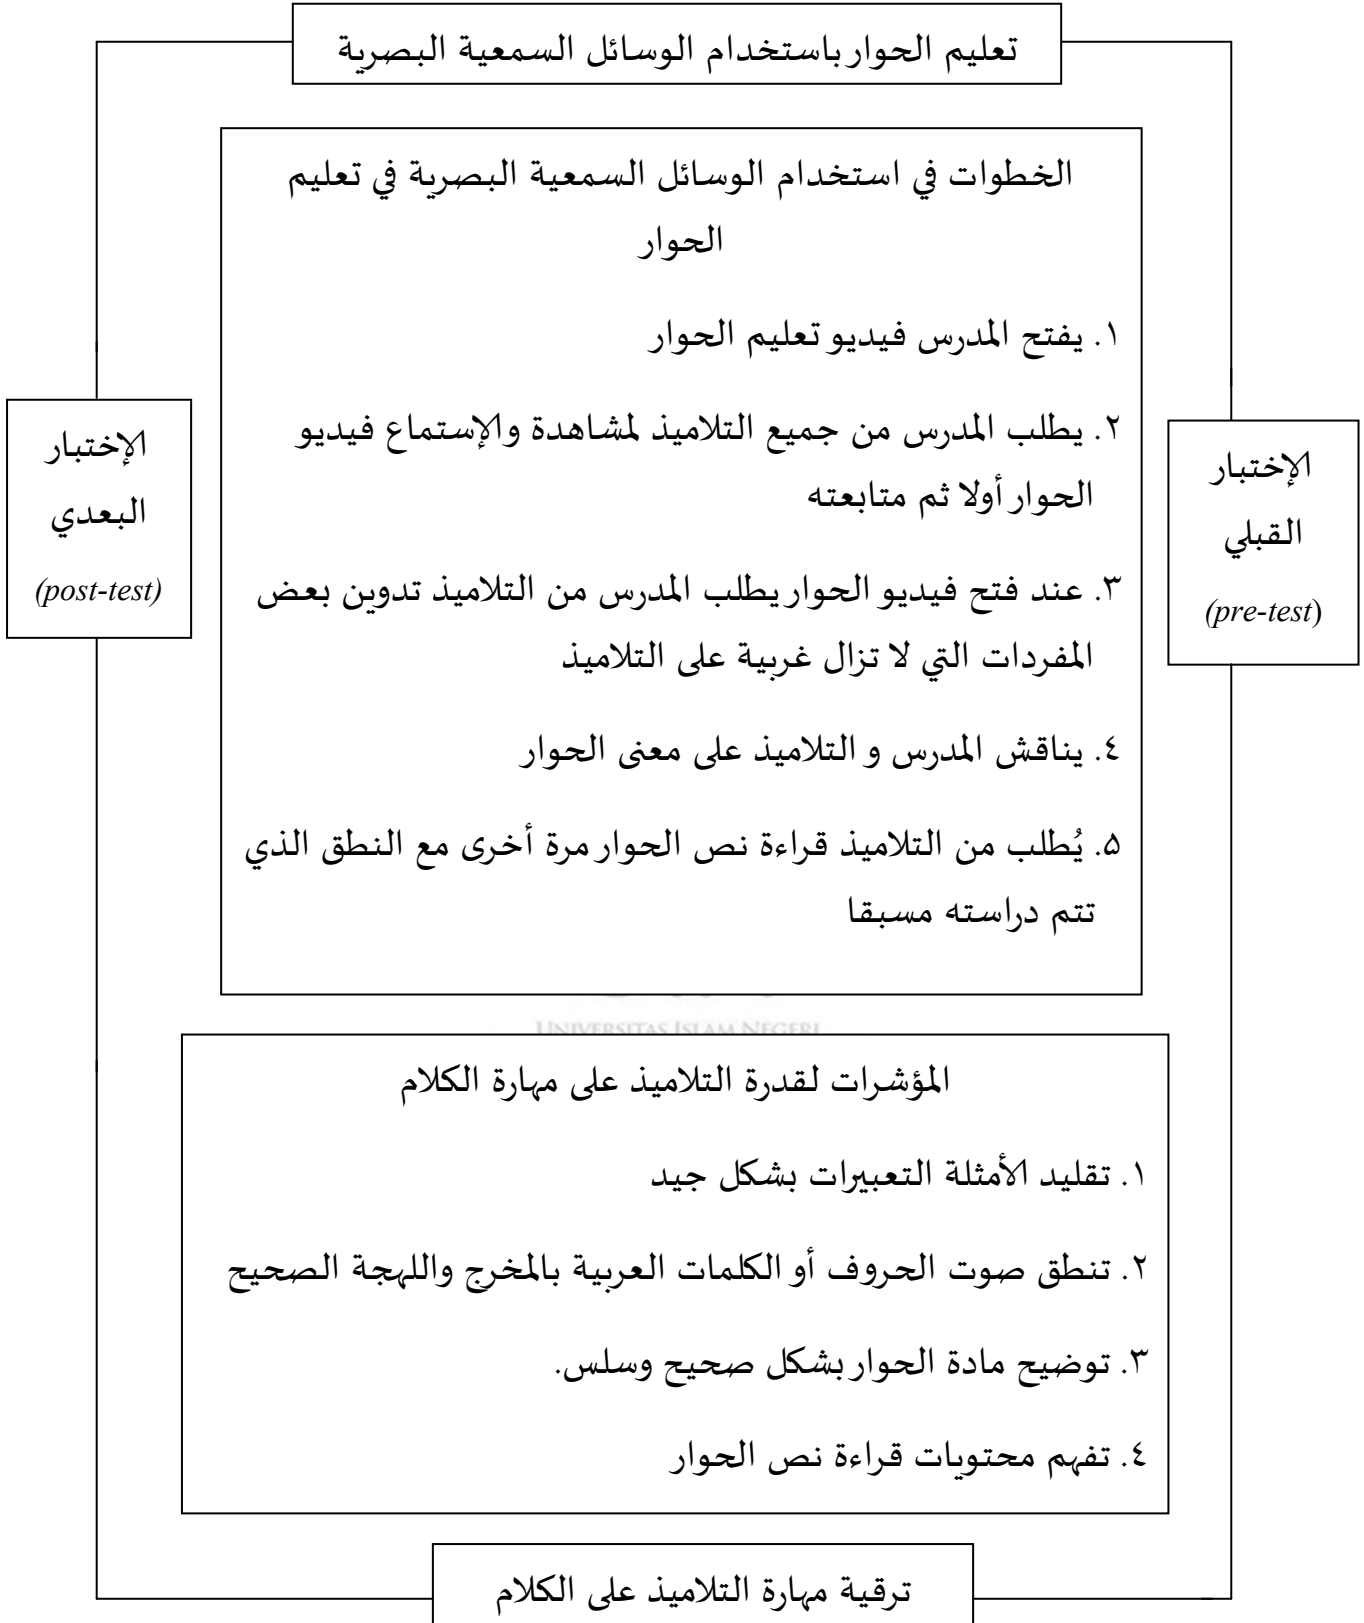 تعليم الحوار باستخدام الوسائل السمعية البصرية
الخطوات في استخدام الوسائل السمعية البصرية في تعليم
الحوار
١. يفتح المدرس فيديو تعليم الحوار
٢. يطلب المدرس من جميع التلاميذ لمشاهدة والإستماع فيديو
الحوار أولا ثم متابعته
٣. عند فتح فيديو الحوار يطلب المدرس من التلاميذ تدوين بعض
المفردات التي لا تزال غريبة على التلاميذ
٤. يناقش المدرس و التلاميذ على معنى الحوار
٥. يُطلب من التلاميذ قراءة نص الحوار مرة أخرى مع النطق الذي
تتم دراسته مسبقا
الإختبار
القبلي
(pre-test)
الإختبار
البعدي
(post-test)
UNIVERSITAS ISLAM NEGERI
المؤشرات لقدرة التلاميذ على مهارة الكلام
١. تقليد الأمثلة التعبيرات بشكل جيد
٢. تنطق صوت الحروف أو الكلمات العربية بالمخرج واللهجة الصحيح
٣. توضيح مادة الحوار بشكل صحيح وسلس.
٤. تفهم محتويات قراءة نص الحوار
ترقية مهارة التلاميذ على الكلام